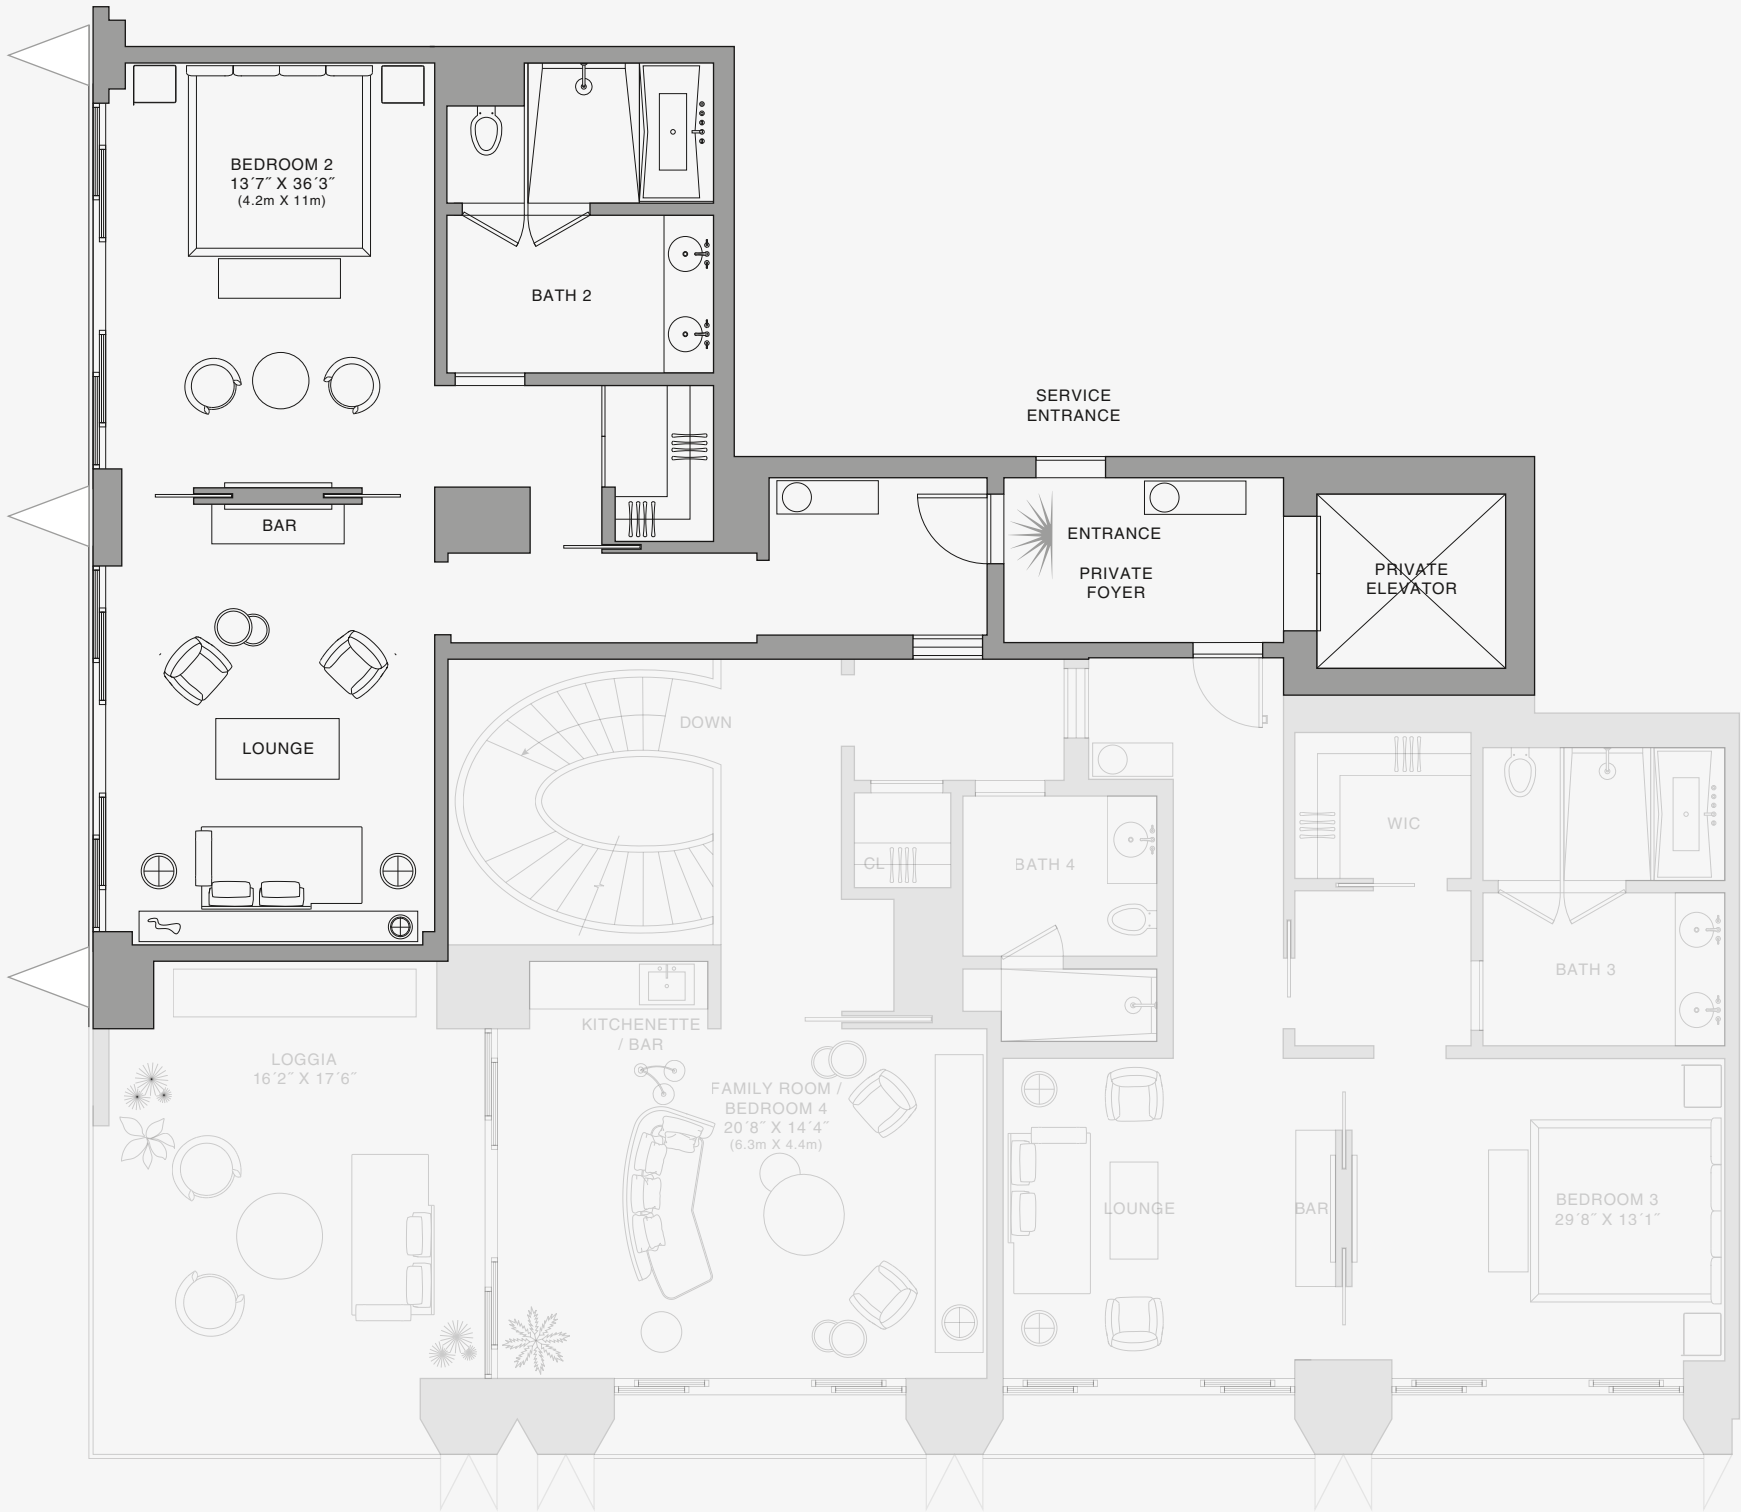 BEDROOM 2
13´7˝ X 36´3˝
(4.2m X 11m)
BATH 2
SERVICE
ENTRANCE
BAR
ENTRANCE
PRIVATE
FOYER
PRIVATE
ELEVATOR
LOUNGE
DOWN
CL
BATH 4
WIC
BATH 3
KITCHENETTE
/ BAR
LOGGIA
16´2˝ X 17´6˝
FAMILY ROOM /
BEDROOM 4
20´8˝ X 14´4˝
(6.3m X 4.4m)
LOUNGE
BAR
BEDROOM 3
29´8˝ X 13´1˝